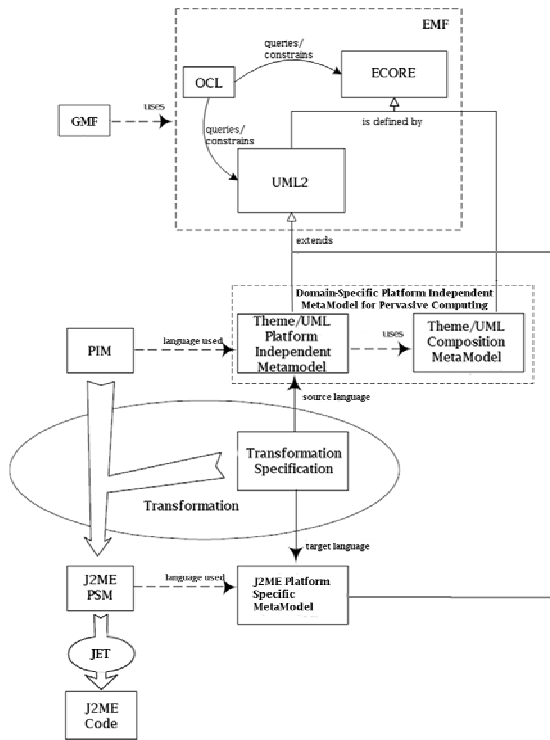 EMF
queries/
constrains
ECORE
OCL
uses
GMF
is defined by
queries/
constrains
UML2
extends
Domain-Specific Platform Independent
MetaModel for Pervasive Computing
Theme/UML
Platform
Independent
Metamodel
uses
Theme/UML
Composition
MetaModel
PIM
language used
source language
Transformation
Specification
Transformation
target language
J2ME
PSM
language used
J2ME Platform
Specific
MetaModel
JET
J2ME
Code